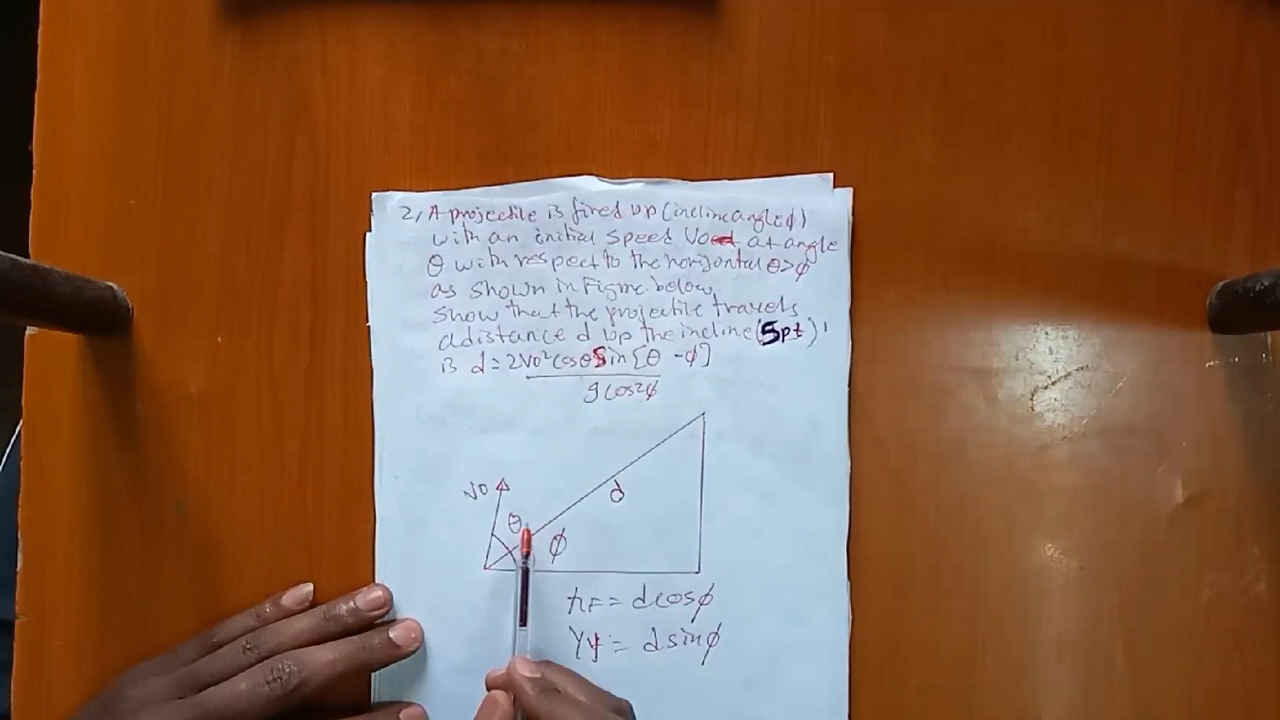 2, A projectile is fired up (incline angle ϕ)
with an initial speed Vo at angle
θ with respect to the horizontal θ>ϕ
as shown in Figure below,
show that the projectile travels
a distance d up the incline (5pt)
is d = 2Vo²cosθ Sin[θ - ϕ]
g cos²ϕ
Vo
θ
d
ϕ
xF = d cosϕ
Yf = d sinϕ